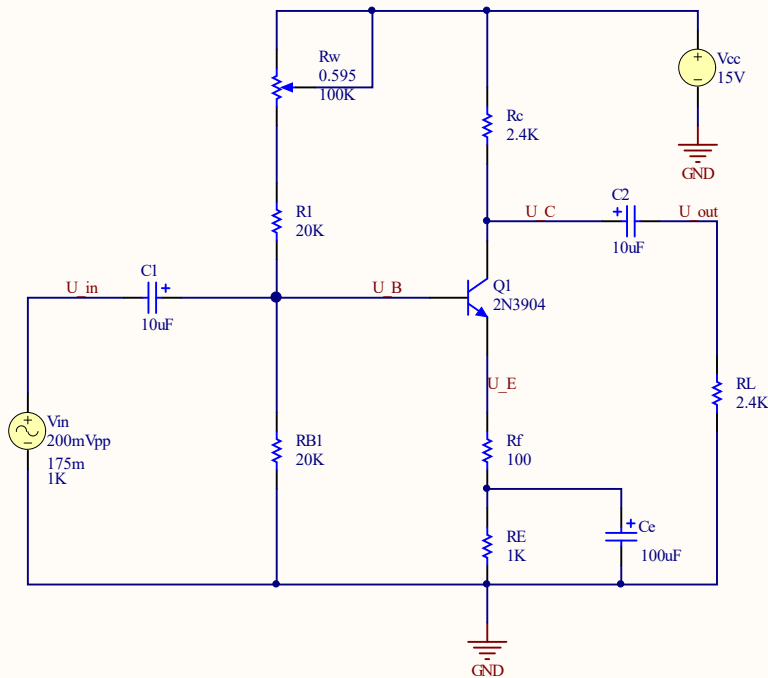 Rw
0.595
100K
Vcc
15V
GND
Rc
2.4K
R1
20K
C2
U_C
U_out
10uF
C1
U_in
10uF
U_B
Q1
2N3904
U_E
RL
2.4K
Vin
200mVpp
175m
1K
RB1
20K
Rf
100
RE
1K
Ce
100uF
GND